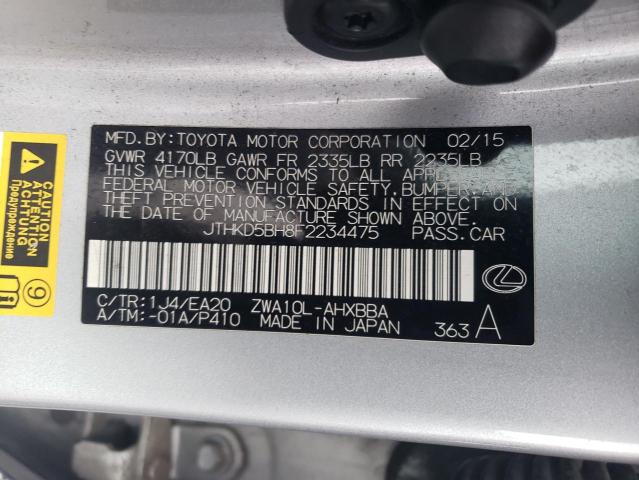 MFD.BY:TOYOTA MOTOR CORPORATION 02/15
GVWR 4170LB GAWR FR 2335LB RR 2235LB
THIS VEHICLE CONFORMS TO ALL APPLICABLE
FEDERAL MOTOR VEHICLE SAFETY, BUMPER, AND
THEFT PREVENTION STANDARDS IN EFFECT ON
THE DATE OF MANUFACTURE SHOWN ABOVE.
JTHKD5BH8F2234475 PASS.CAR
C/TR:1J4/EA20 ZWA10L-AHXBBA
A/TM:-01A/P410 MADE IN JAPAN 363 A
CAUTION
ATTENTION
ACHTUNG
Предупреждение
9